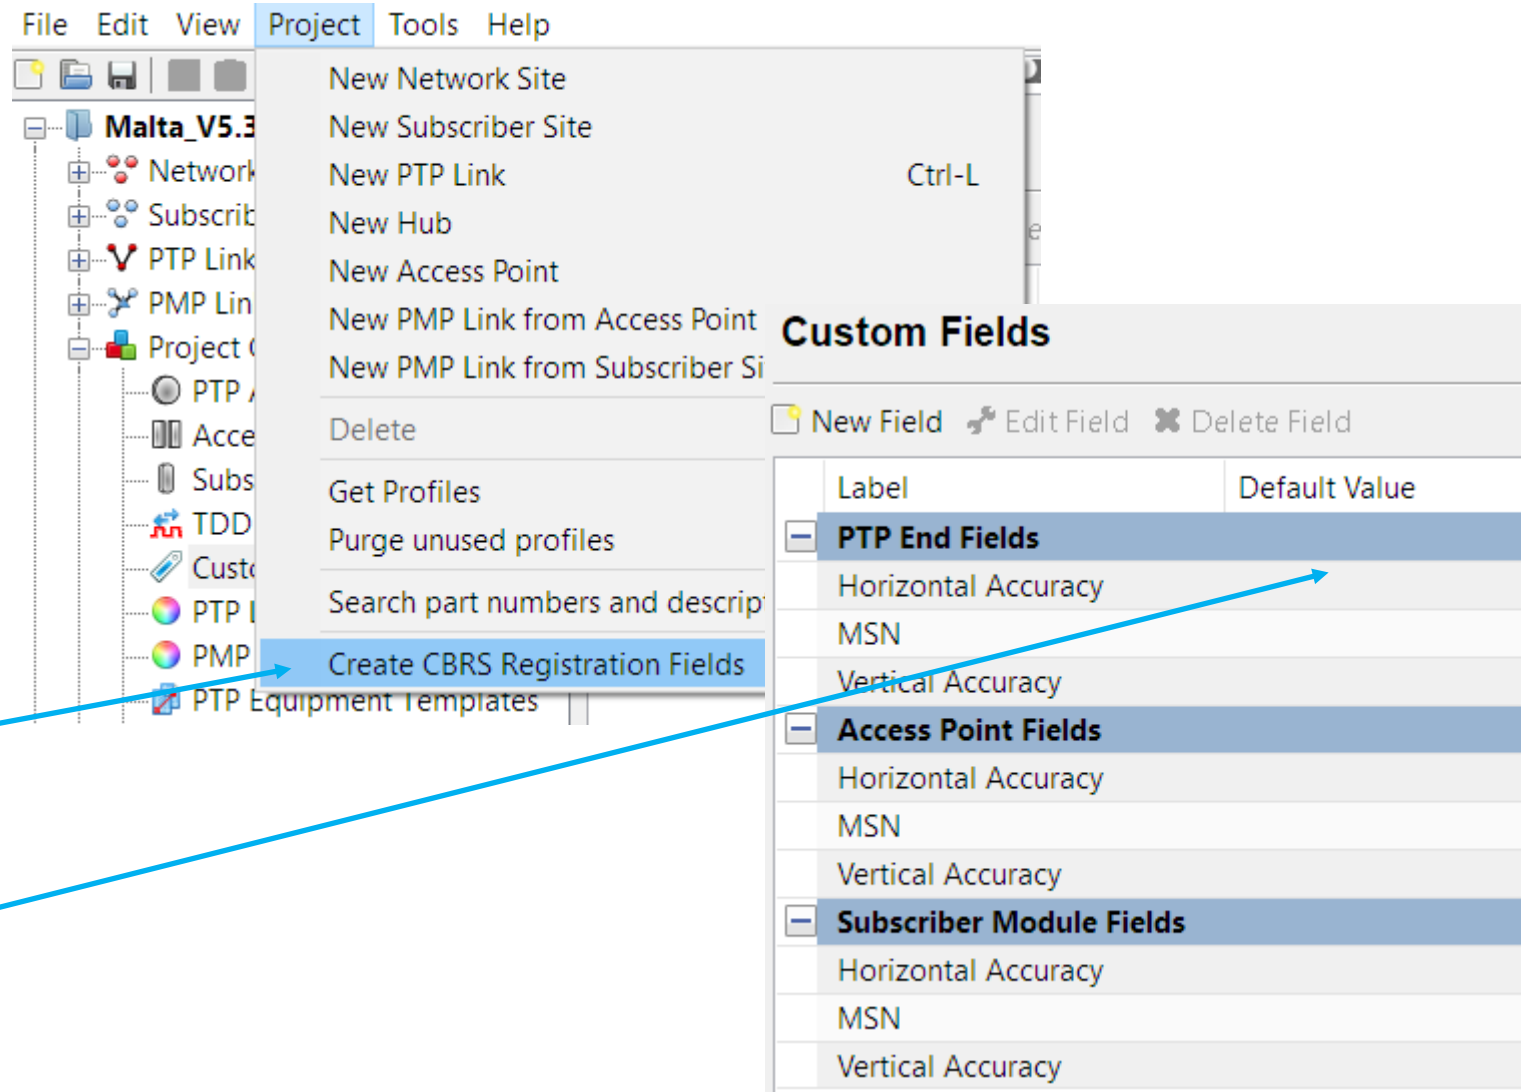 File Edit View Project Tools Help
New Network Site
New Subscriber Site
New PTP Link Ctrl-L
New Hub
New Access Point
New PMP Link from Access Point
New PMP Link from Subscriber Si
Delete
Get Profiles
Purge unused profiles
Search part numbers and descrip
Create CBRS Registration Fields
Malta_V5.3
Network
Subscrib
PTP Link
PMP Lin
Project
PTP
Acce
Subs
TDD
Custo
PTP
PMP
PTP Equipment Templates
Custom Fields
New Field Edit Field Delete Field
Label Default Value
PTP End Fields
Horizontal Accuracy
MSN
Vertical Accuracy
Access Point Fields
Horizontal Accuracy
MSN
Vertical Accuracy
Subscriber Module Fields
Horizontal Accuracy
MSN
Vertical Accuracy